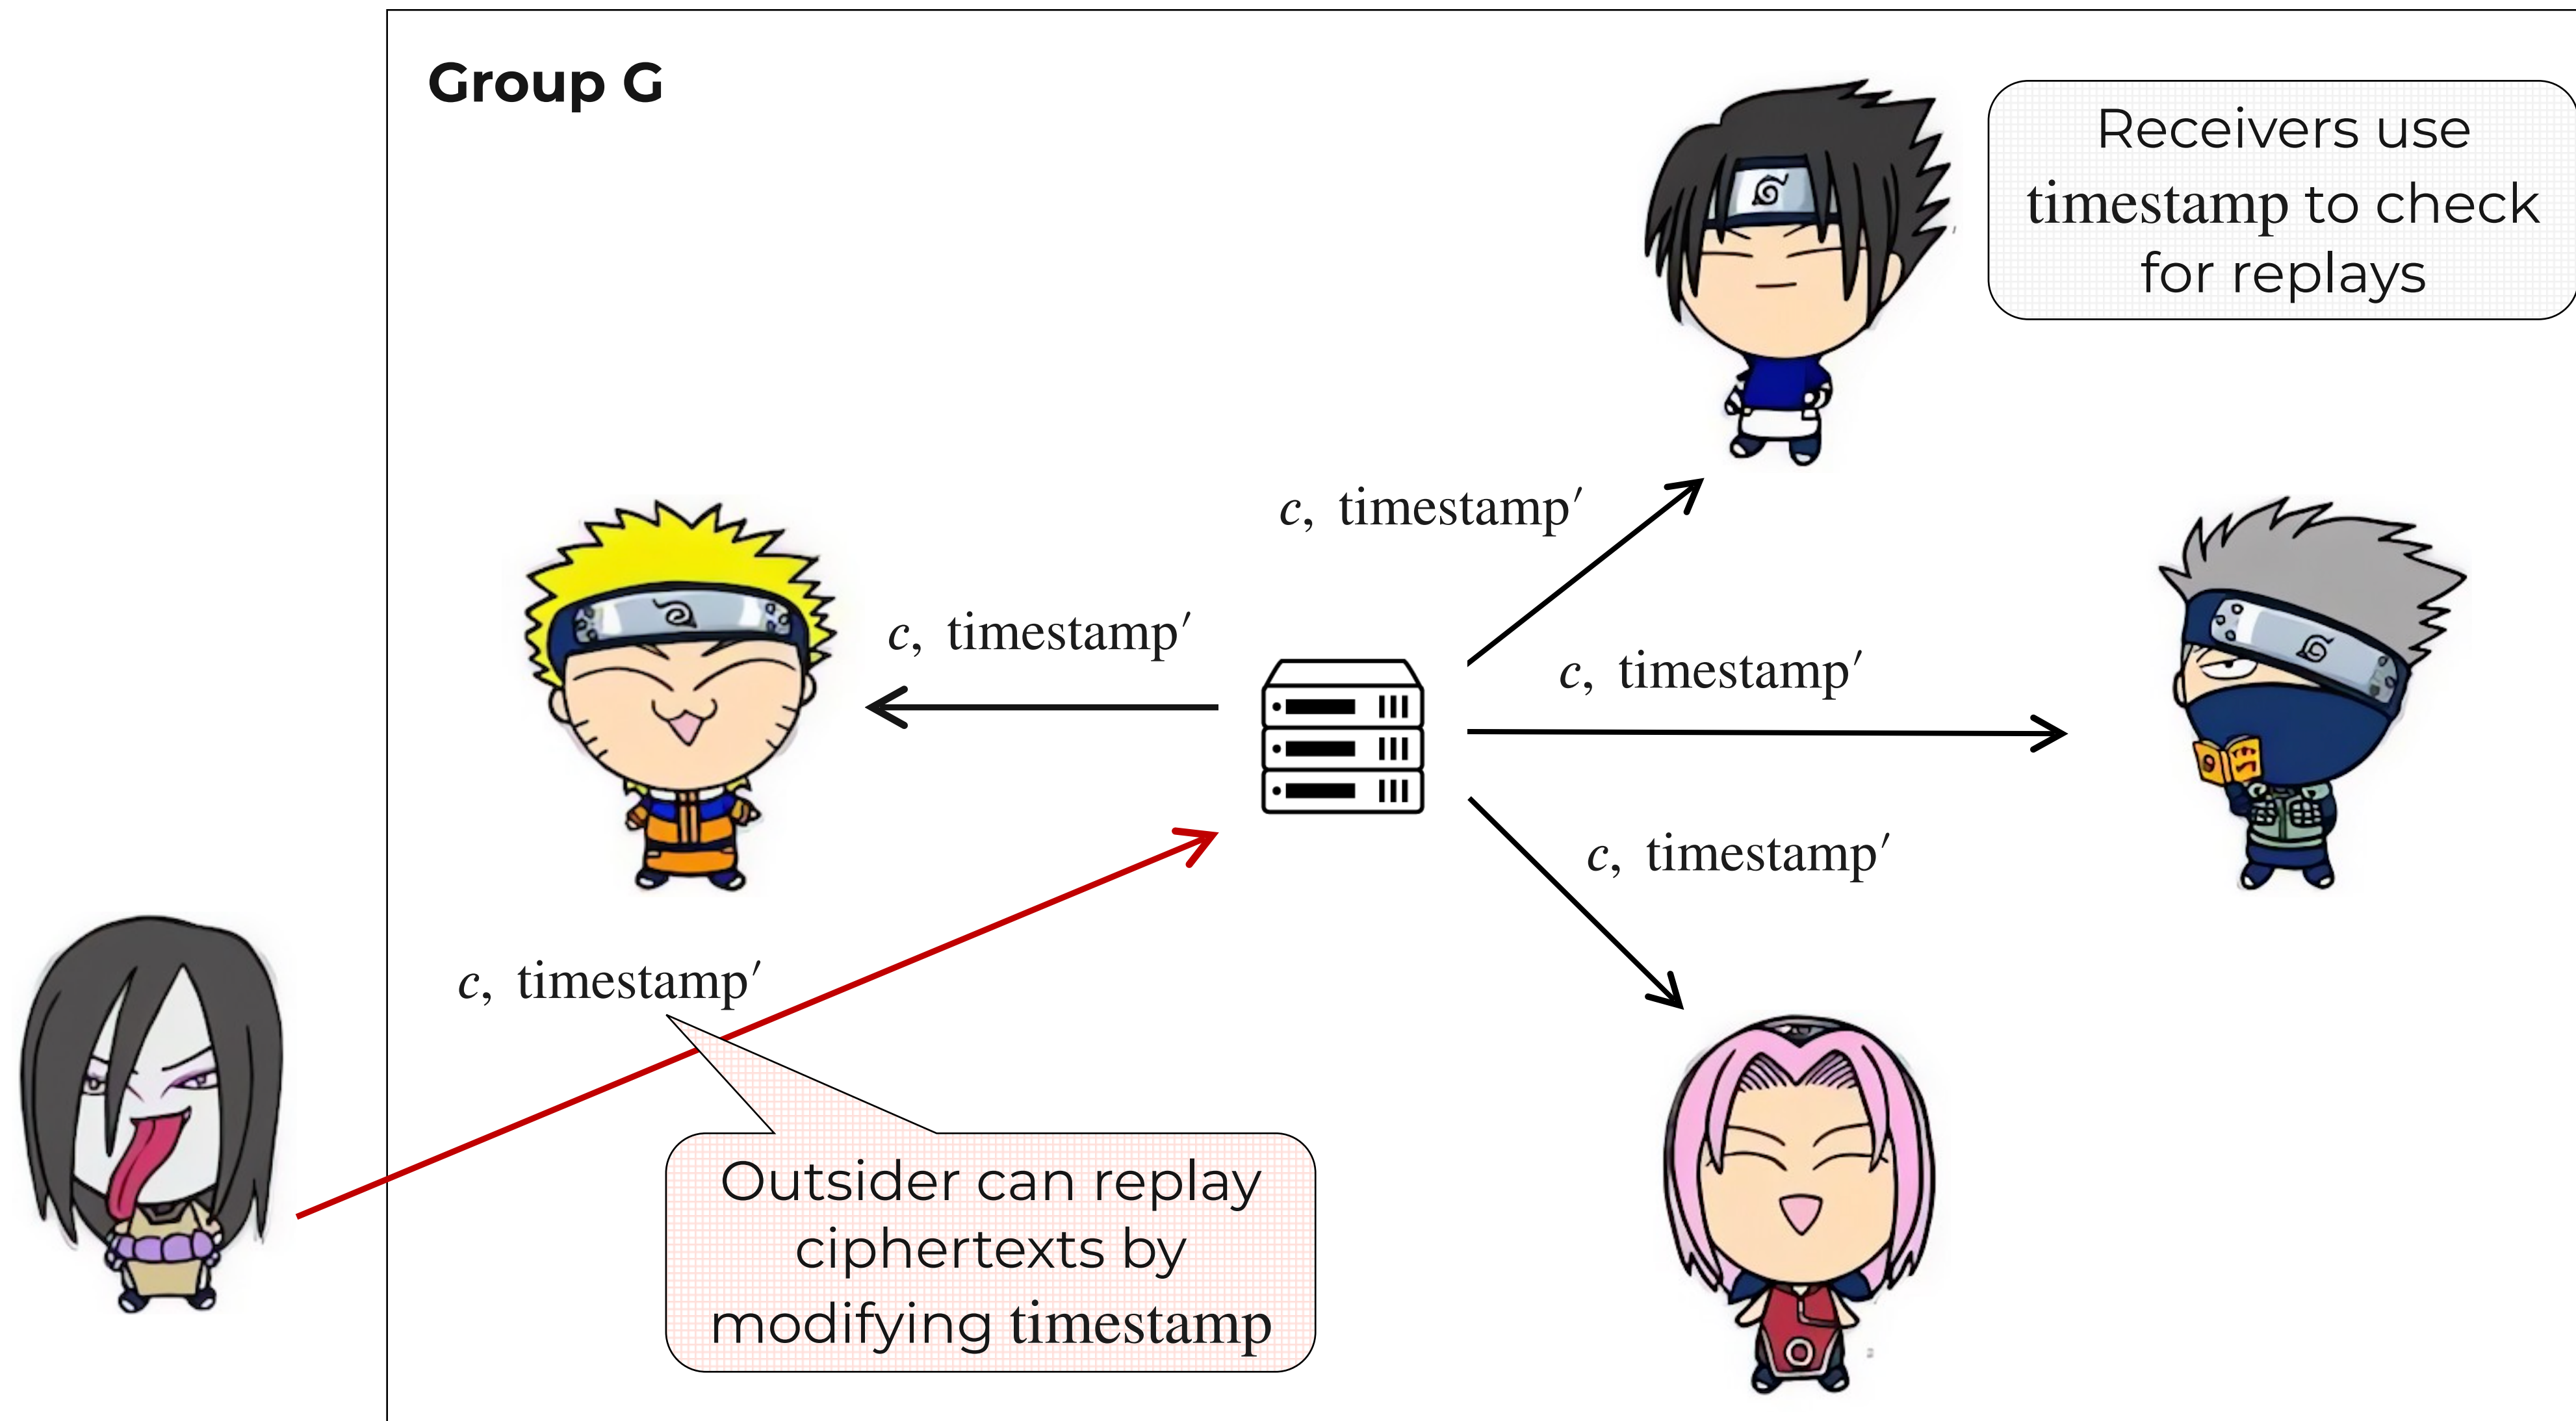 Group G
Receivers use
timestamp to check
for replays
c, timestamp′
c, timestamp′
c, timestamp′
c, timestamp′
c, timestamp′
Outsider can replay
ciphertexts by
modifying timestamp